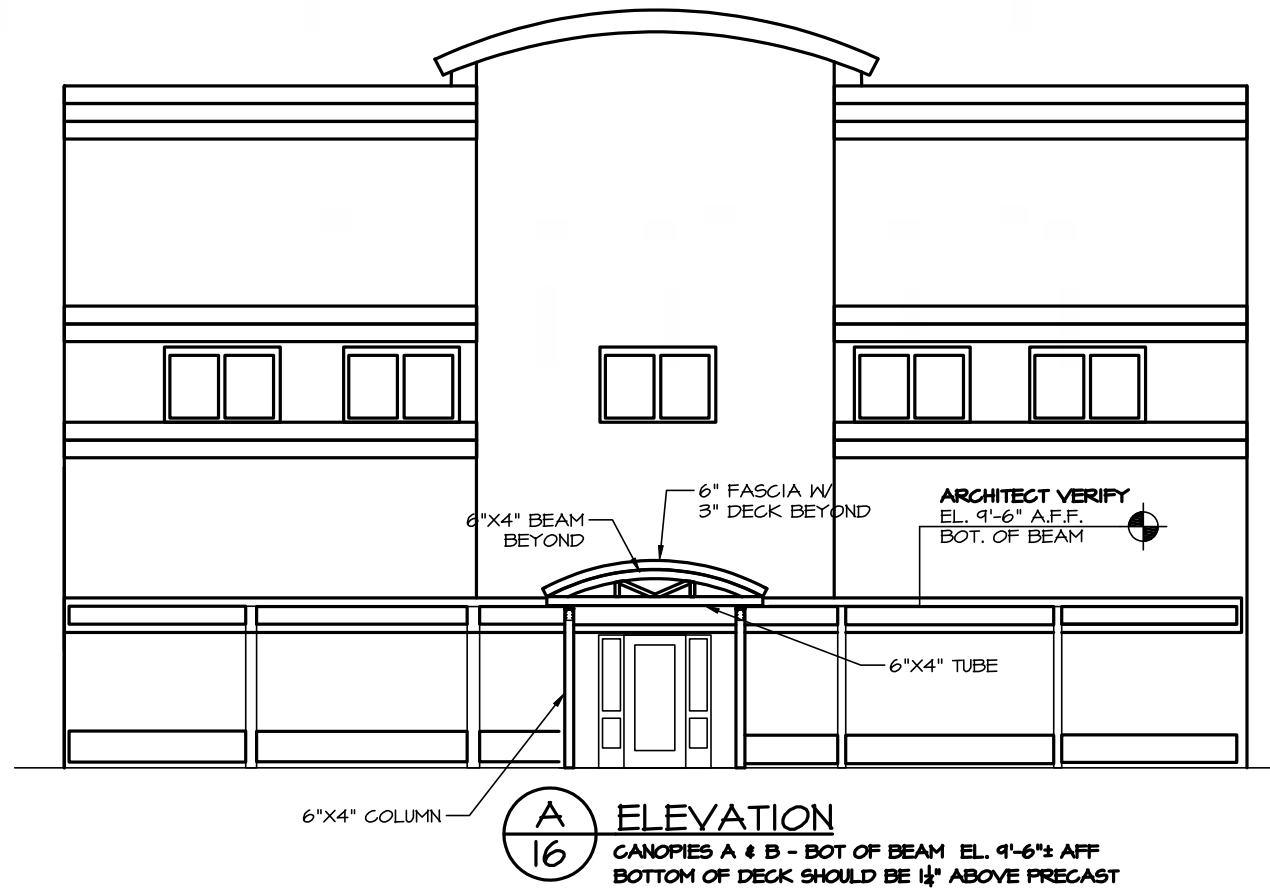 6" FASCIA W/
3" DECK BEYOND
6"X4" BEAM
BEYOND
ARCHITECT VERIFY
EL. 9'-6" A.F.F.
BOT. OF BEAM
6"X4" TUBE
6"X4" COLUMN
A
16
ELEVATION
CANOPIES A & B - BOT OF BEAM EL. 9'-6"± AFF
BOTTOM OF DECK SHOULD BE 1½" ABOVE PRECAST